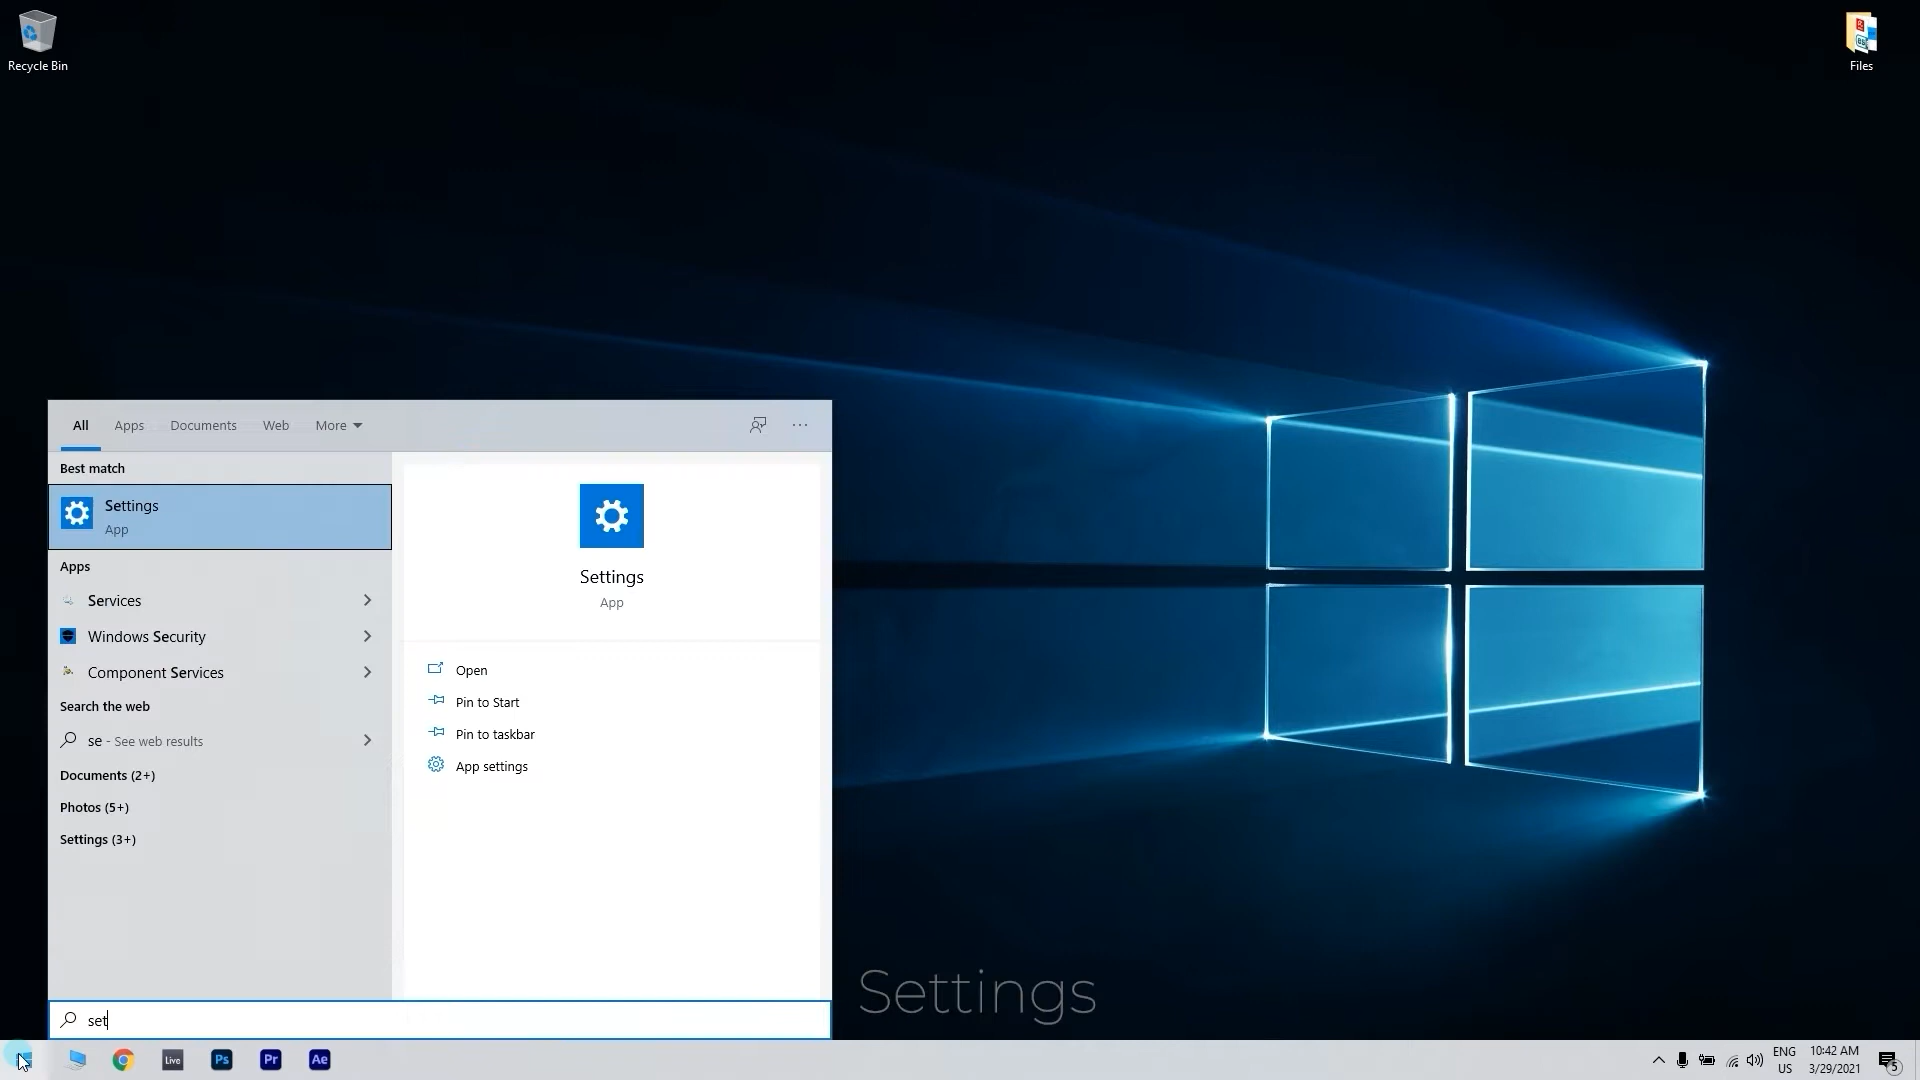 Recycle Bin
Files
All Apps Documents Web More
Best match
Settings
App
Apps
Services
Windows Security
Component Services
Search the web
se - See web results
Documents (2+)
Photos (5+)
Settings (3+)
Settings
App
Open
Pin to Start
Pin to taskbar
App settings
Settings
set
Live Ps Pr Ae
ENG
US
10:42 AM
3/29/2021
5